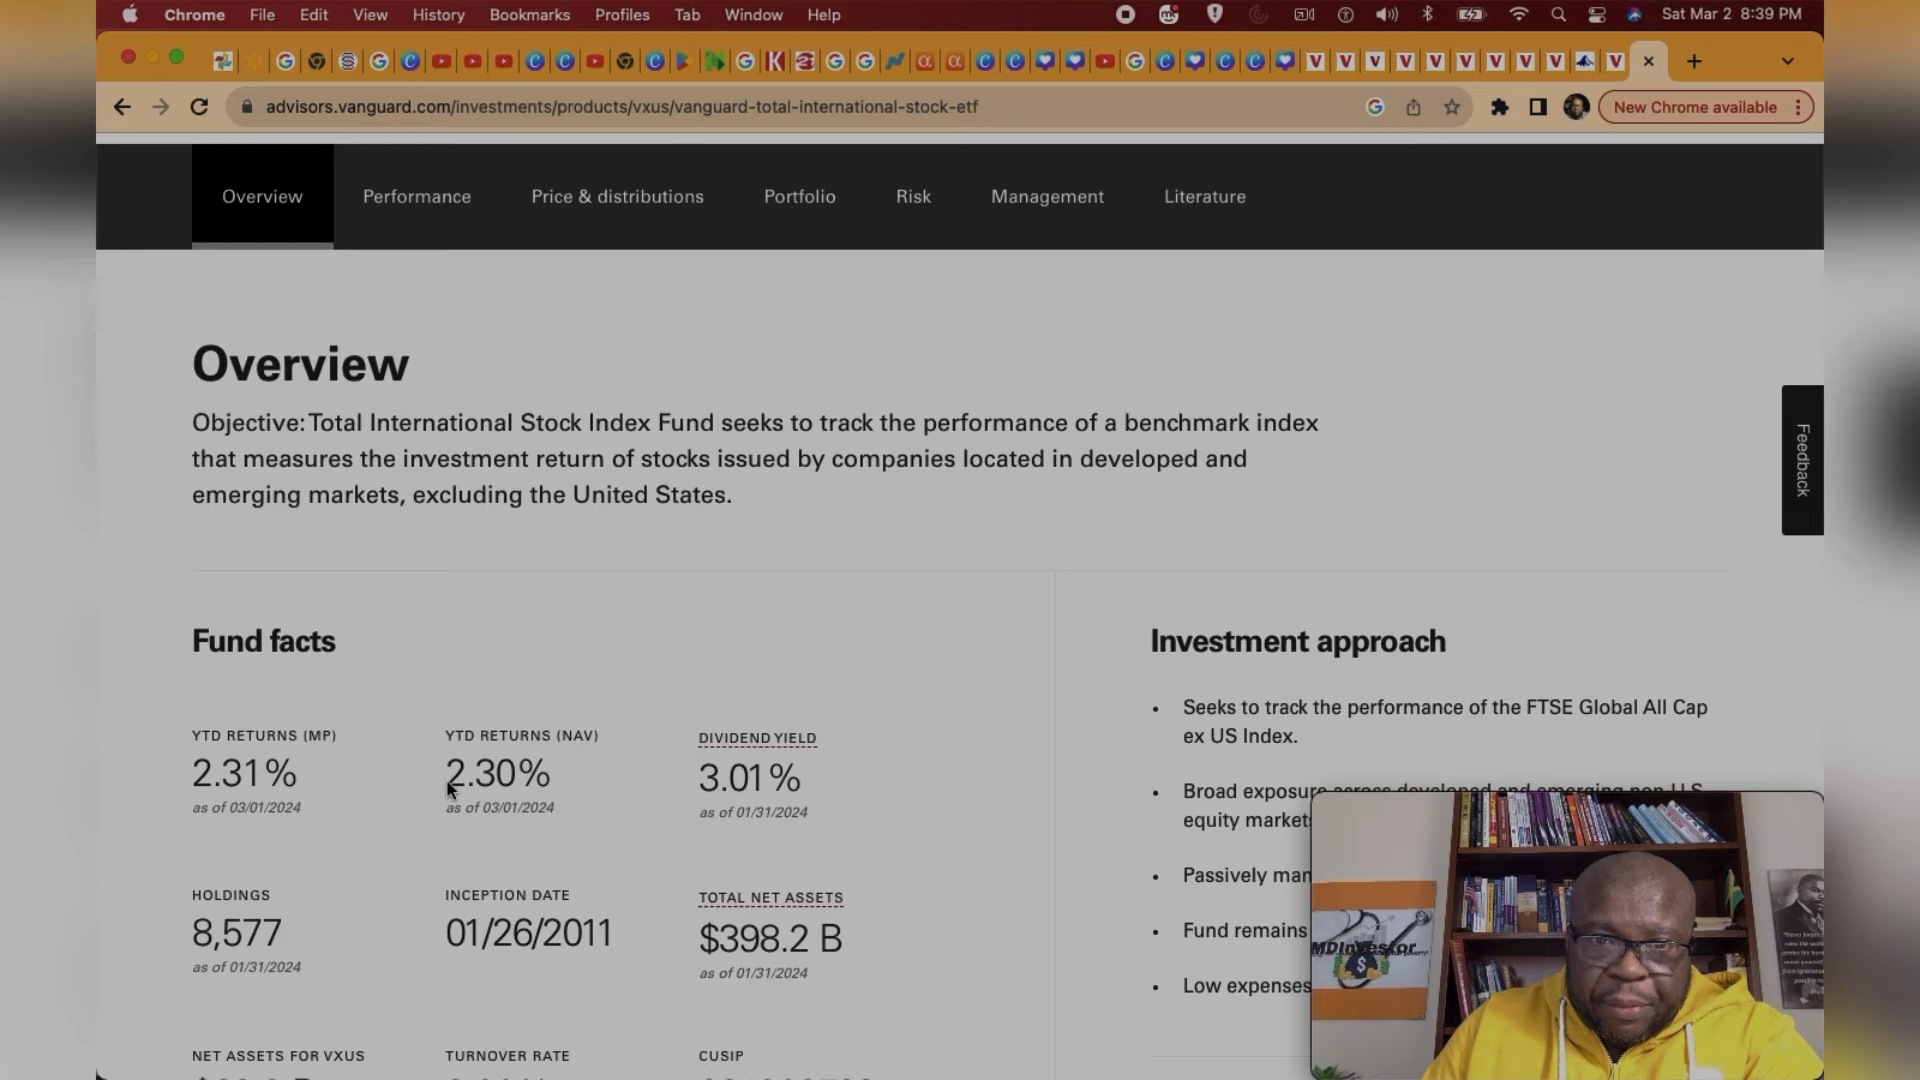 Chrome File Edit View History Bookmarks Profiles Tab Window Help Sat Mar 2 8:39 PM
advisors.vanguard.com/investments/products/vxus/vanguard-total-international-stock-etf New Chrome available
Overview Performance Price & distributions Portfolio Risk Management Literature
Overview
Objective: Total International Stock Index Fund seeks to track the performance of a benchmark index
that measures the investment return of stocks issued by companies located in developed and
emerging markets, excluding the United States.
Feedback
Fund facts
YTD RETURNS (MP) YTD RETURNS (NAV) DIVIDEND YIELD
2.31% 2.30% 3.01%
as of 03/01/2024 as of 03/01/2024 as of 01/31/2024
HOLDINGS INCEPTION DATE TOTAL NET ASSETS
8,577 01/26/2011 $398.2 B
as of 01/31/2024 as of 01/31/2024
NET ASSETS FOR VXUS TURNOVER RATE CUSIP
Investment approach
• Seeks to track the performance of the FTSE Global All Cap
ex US Index.
• Broad exposure across developed and emerging non-U.S.
equity markets
• Passively man
• Fund remains
• Low expenses
MDInvestor